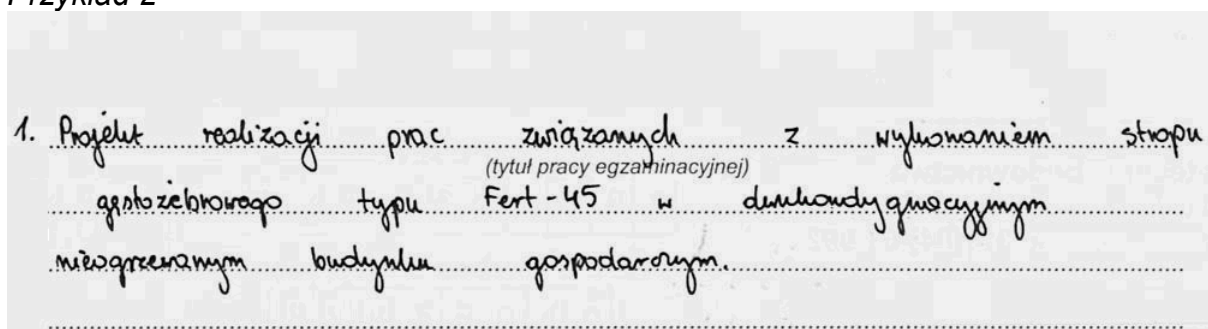 Przykład 2
1. Projekt realizacji prac związanych z wykonaniem stropu
(tytuł pracy egzaminacyjnej)
gęstożebrowego typu Fert-45 w dwukondygnacyjnym
nieogrzewanym budynku gospodarczym.